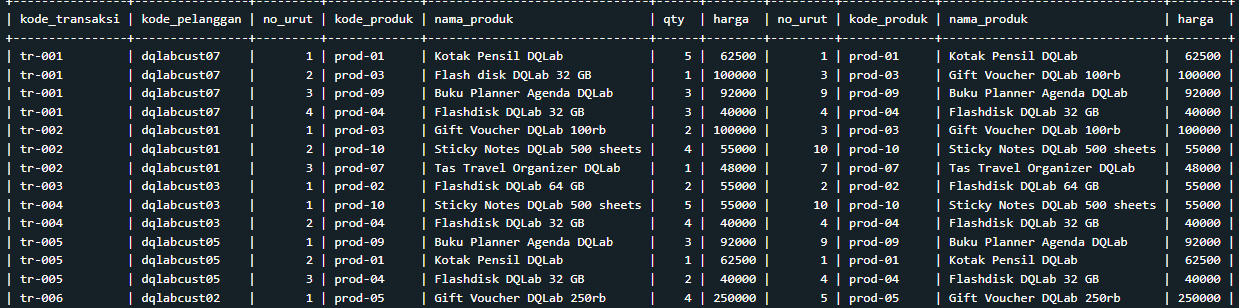 | kode_transaksi | kode_pelanggan | no_urut | kode_produk | nama_produk | qty | harga | no_urut | kode_produk | nama_produk | harga |
| tr-001 | dqlabcust07 | 1 | prod-01 | Kotak Pensil DQLab | 5 | 62500 | 1 | prod-01 | Kotak Pensil DQLab | 62500 |
| tr-001 | dqlabcust07 | 2 | prod-03 | Flash disk DQLab 32 GB | 1 | 100000 | 3 | prod-03 | Gift Voucher DQLab 100rb | 100000 |
| tr-001 | dqlabcust07 | 3 | prod-09 | Buku Planner Agenda DQLab | 3 | 92000 | 9 | prod-09 | Buku Planner Agenda DQLab | 92000 |
| tr-001 | dqlabcust07 | 4 | prod-04 | Flashdisk DQLab 32 GB | 3 | 40000 | 4 | prod-04 | Flashdisk DQLab 32 GB | 40000 |
| tr-002 | dqlabcust01 | 1 | prod-03 | Gift Voucher DQLab 100rb | 2 | 100000 | 3 | prod-03 | Gift Voucher DQLab 100rb | 100000 |
| tr-002 | dqlabcust01 | 2 | prod-10 | Sticky Notes DQLab 500 sheets | 4 | 55000 | 10 | prod-10 | Sticky Notes DQLab 500 sheets | 55000 |
| tr-002 | dqlabcust01 | 3 | prod-07 | Tas Travel Organizer DQLab | 1 | 48000 | 7 | prod-07 | Tas Travel Organizer DQLab | 48000 |
| tr-003 | dqlabcust03 | 1 | prod-02 | Flashdisk DQLab 64 GB | 2 | 55000 | 2 | prod-02 | Flashdisk DQLab 64 GB | 55000 |
| tr-004 | dqlabcust03 | 1 | prod-10 | Sticky Notes DQLab 500 sheets | 5 | 55000 | 10 | prod-10 | Sticky Notes DQLab 500 sheets | 55000 |
| tr-004 | dqlabcust03 | 2 | prod-04 | Flashdisk DQLab 32 GB | 4 | 40000 | 4 | prod-04 | Flashdisk DQLab 32 GB | 40000 |
| tr-005 | dqlabcust05 | 1 | prod-09 | Buku Planner Agenda DQLab | 3 | 92000 | 9 | prod-09 | Buku Planner Agenda DQLab | 92000 |
| tr-005 | dqlabcust05 | 2 | prod-01 | Kotak Pensil DQLab | 1 | 62500 | 1 | prod-01 | Kotak Pensil DQLab | 62500 |
| tr-005 | dqlabcust05 | 3 | prod-04 | Flashdisk DQLab 32 GB | 2 | 40000 | 4 | prod-04 | Flashdisk DQLab 32 GB | 40000 |
| tr-006 | dqlabcust02 | 1 | prod-05 | Gift Voucher DQLab 250rb | 4 | 250000 | 5 | prod-05 | Gift Voucher DQLab 250rb | 250000 |